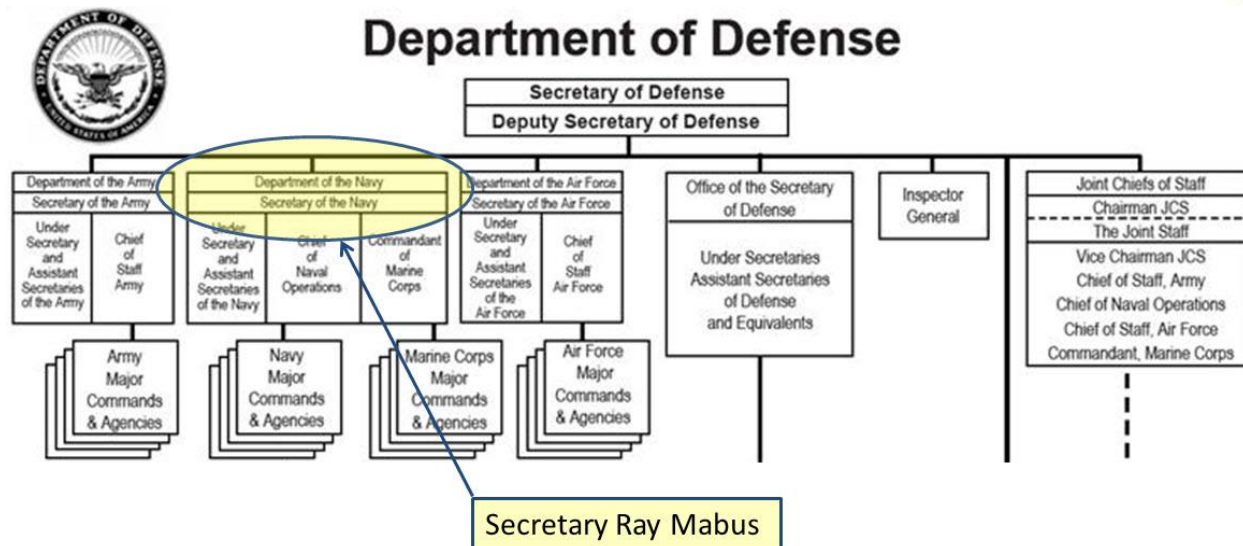 DEPARTMENT OF DEFENSE
UNITED STATES OF AMERICA
Department of Defense
Secretary of Defense
Deputy Secretary of Defense
Department of the Army
Secretary of the Army
Under
Secretary
and
Assistant
Secretaries
of the Army
Chief
of
Staff
Army
Department of the Navy
Secretary of the Navy
Under
Secretary
and
Assistant
Secretaries
of the Navy
Chief
of
Naval
Operations
Commandant
of
Marine
Corps
Department of the Air Force
Secretary of the Air Force
Under
Secretary
and
Assistant
Secretaries
of the
Air Force
Chief
of
Staff
Air Force
Office of the Secretary
of Defense
Under Secretaries
Assistant Secretaries
of Defense
and Equivalents
Inspector
General
Joint Chiefs of Staff
Chairman JCS
The Joint Staff
Vice Chairman JCS
Chief of Staff, Army
Chief of Naval Operations
Chief of Staff, Air Force
Commandant, Marine Corps
Army
Major
Commands
& Agencies
Navy
Major
Commands
& Agencies
Marine Corps
Major
Commands
& Agencies
Air Force
Major
Commands
& Agencies
Secretary Ray Mabus